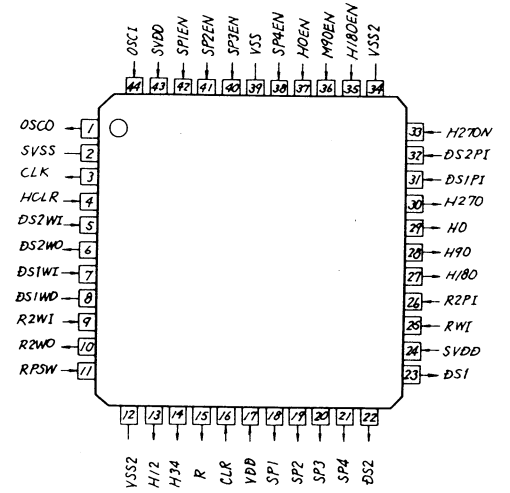 OSCI SVDD SP1EN SP2EN SP3EN VSS SP4EN H0EN M90EN H180EN VSS2
44 43 42 41 40 39 38 37 36 35 34
OSCO 1
SVSS 2
CLK 3
HCLR 4
DS2WI 5
DS2WO 6
DS1WI 7
DS1WO 8
R2WI 9
R2WO 10
RPSW 11
33 H270N
32 DS2PI
31 DS1PI
30 H270
29 H0
28 H90
27 H180
26 R2PI
25 RWI
24 SVDD
23 DS1
12 13 14 15 16 17 18 19 20 21 22
VSS2 H12 H34 R CLR VDD SP1 SP2 SP3 SP4 DS2